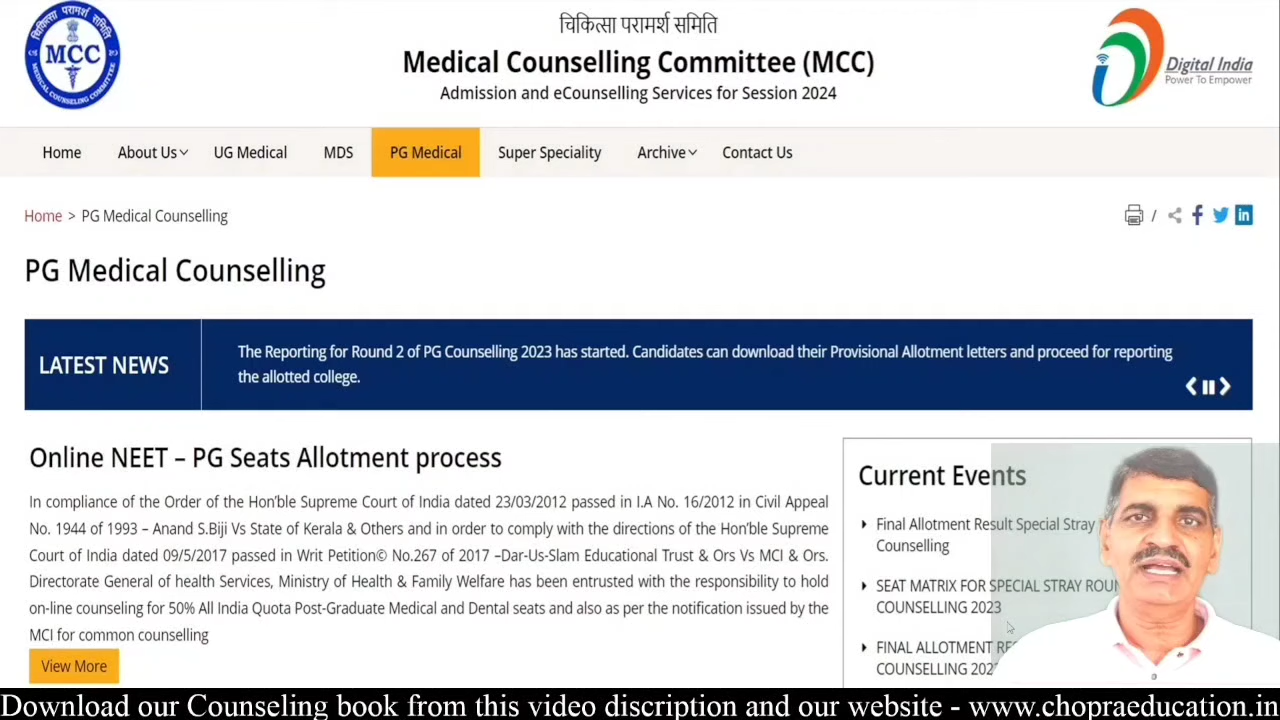 चिकित्सा परामर्श समिति
MCC
MEDICAL COUNSELING COMMITTEE
चिकित्सा परामर्श समिति
Medical Counselling Committee (MCC)
Admission and eCounselling Services for Session 2024
Digital India
Power To Empower
Home About Us UG Medical MDS PG Medical Super Speciality Archive Contact Us
Home > PG Medical Counselling
/
PG Medical Counselling
LATEST NEWS
The Reporting for Round 2 of PG Counselling 2023 has started. Candidates can download their Provisional Allotment letters and proceed for reporting
the allotted college.
Online NEET – PG Seats Allotment process
In compliance of the Order of the Hon'ble Supreme Court of India dated 23/03/2012 passed in I.A No. 16/2012 in Civil Appeal
No. 1944 of 1993 – Anand S.Biji Vs State of Kerala & Others and in order to comply with the directions of the Hon'ble Supreme
Court of India dated 09/5/2017 passed in Writ Petition© No.267 of 2017 –Dar-Us-Slam Educational Trust & Ors Vs MCI & Ors.
Directorate General of health Services, Ministry of Health & Family Welfare has been entrusted with the responsibility to hold
on-line counseling for 50% All India Quota Post-Graduate Medical and Dental seats and also as per the notification issued by the
MCI for common counselling
View More
Current Events
Final Allotment Result Special Stray
Counselling
SEAT MATRIX FOR SPECIAL STRAY
COUNSELLING 2023
FINAL ALLOTMENT
COUNSELLING
Download our Counseling book from this video discription and our website - www.chopraeducation.in